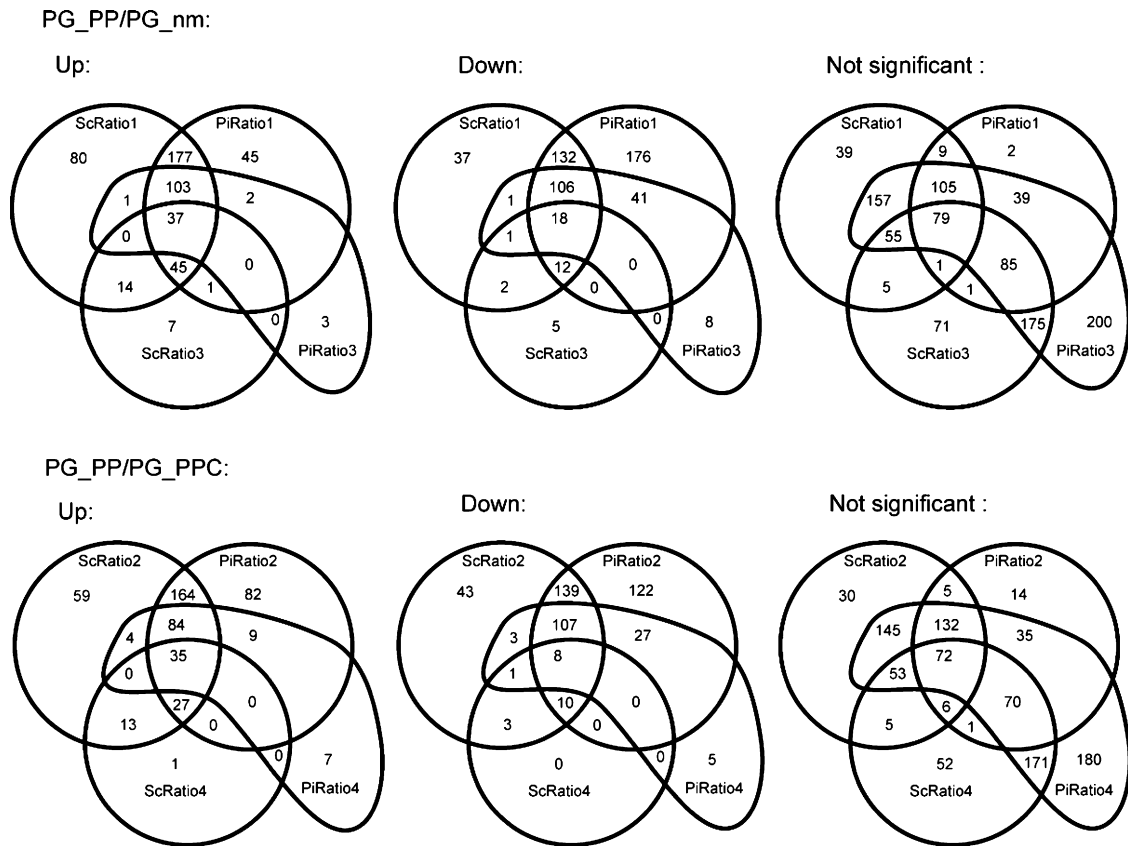 PG_PP/PG_nm:
Up:
ScRatio1
PiRatio1
80
177
45
103
1
2
37
0
45
0
14
1
7
0
3
ScRatio3
PiRatio3
Down:
ScRatio1
PiRatio1
37
132
176
106
1
41
18
1
12
0
2
0
5
0
8
ScRatio3
PiRatio3
Not significant :
ScRatio1
PiRatio1
39
9
2
105
157
39
79
55
1
85
5
1
71
175
200
ScRatio3
PiRatio3
PG_PP/PG_PPC:
Up:
ScRatio2
PiRatio2
59
164
82
84
4
9
35
0
27
0
13
0
1
0
7
ScRatio4
PiRatio4
Down:
ScRatio2
PiRatio2
43
139
122
107
3
27
8
1
10
0
3
0
0
0
5
ScRatio4
PiRatio4
Not significant :
ScRatio2
PiRatio2
30
5
14
132
145
35
72
53
6
70
5
1
52
171
180
ScRatio4
PiRatio4